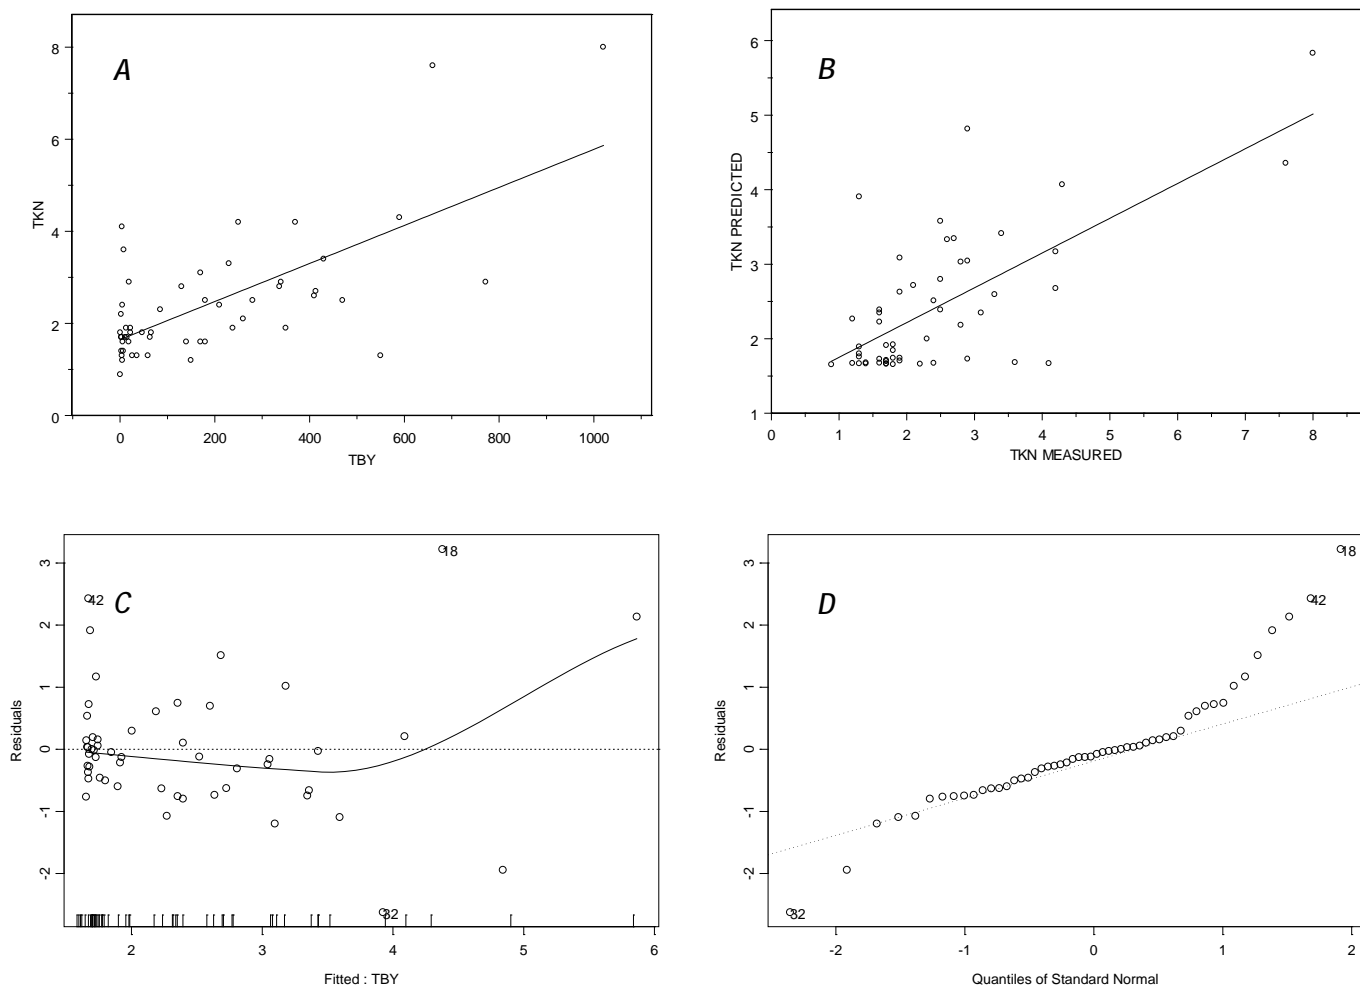 A
8
6
4
2
0
TKN
0 200 400 600 800 1000
TBY
B
6
5
4
3
2
1
TKN PREDICTED
0 1 2 3 4 5 6 7 8
TKN MEASURED
C
18
42
32
3
2
1
0
-1
-2
Residuals
2 3 4 5 6
Fitted : TBY
D
18
42
32
3
2
1
0
-1
-2
Residuals
-2 -1 0 1 2
Quantiles of Standard Normal